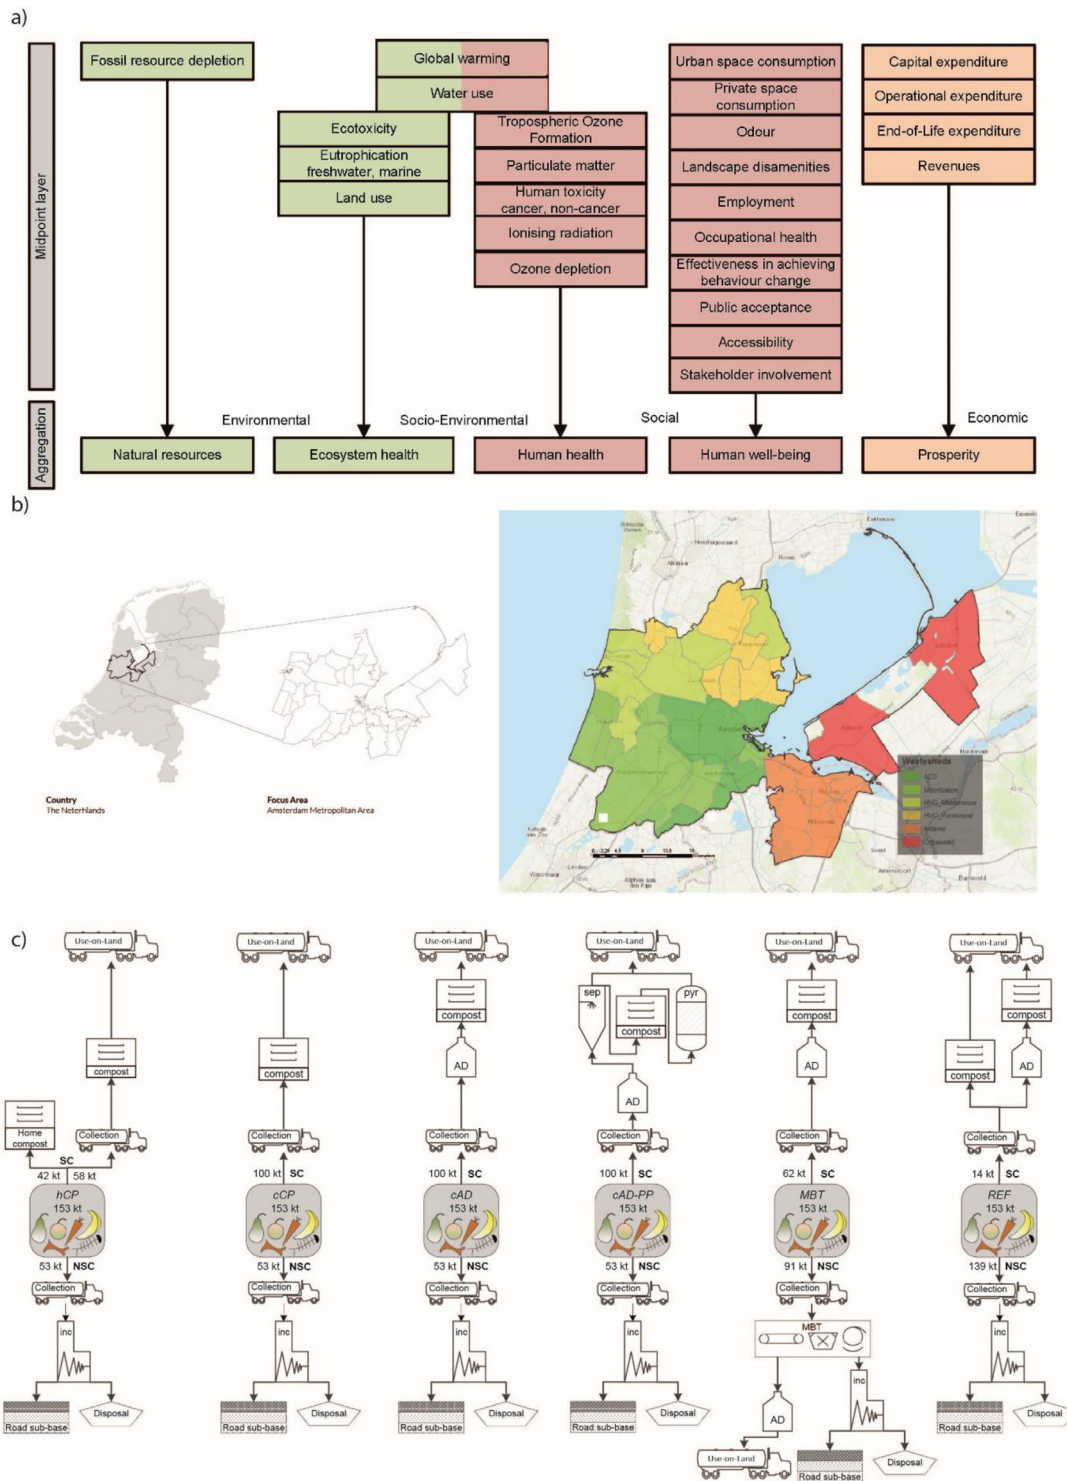 a)
Midpoint layer
Fossil resource depletion
Global warming
Water use
Ecotoxicity
Eutrophication
freshwater, marine
Land use
Tropospheric Ozone
Formation
Particulate matter
Human toxicity
cancer, non-cancer
Ionising radiation
Ozone depletion
Urban space consumption
Private space
consumption
Odour
Landscape disamenities
Employment
Occupational health
Effectiveness in achieving
behaviour change
Public acceptance
Accessibility
Stakeholder involvement
Capital expenditure
Operational expenditure
End-of-Life expenditure
Revenues
Aggregation
Environmental
Socio-Environmental
Social
Economic
Natural resources
Ecosystem health
Human health
Human well-being
Prosperity
b)
Country
The Neterhlands
Focus Area
Amsterdam Metropolitan Area
Wastesheds
AEB
Meerlanden
Orgaworld
c)
Use-on-Land
compost
Home
compost
Collection
SC
42 kt
58 kt
hCP
153 kt
53 kt
NSC
Collection
inc
Road sub-base
Disposal
Use-on-Land
compost
Collection
100 kt
SC
cCP
153 kt
53 kt
NSC
Collection
inc
Road sub-base
Disposal
Use-on-Land
compost
AD
Collection
100 kt
SC
cAD
153 kt
53 kt
NSC
Collection
inc
Road sub-base
Disposal
Use-on-Land
sep
compost
pyr
AD
Collection
100 kt
SC
cAD-PP
153 kt
53 kt
NSC
Collection
inc
Road sub-base
Disposal
Use-on-Land
compost
AD
Collection
62 kt
SC
MBT
153 kt
91 kt
NSC
Collection
MBT
inc
AD
Use-on-Land
Road sub-base
Disposal
Use-on-Land
compost
compost
AD
Collection
14 kt
SC
REF
153 kt
139 kt
NSC
Collection
inc
Road sub-base
Disposal